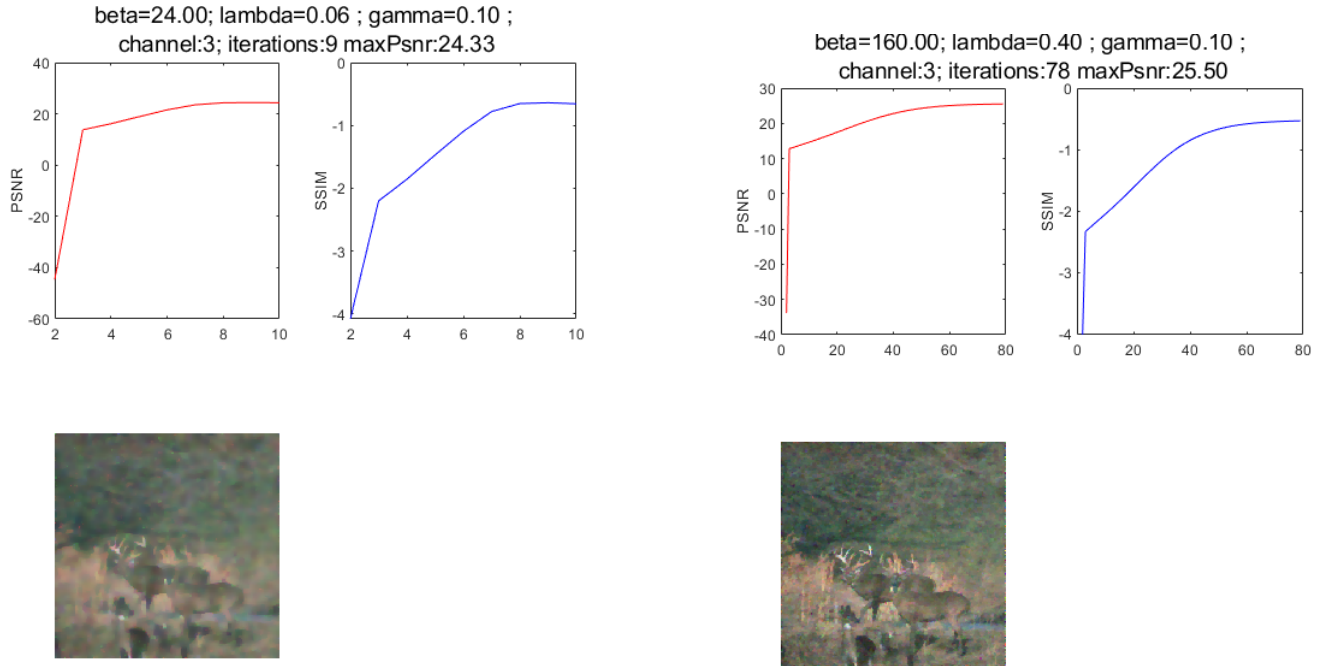 beta=24.00; lambda=0.06 ; gamma=0.10 ;
channel:3; iterations:9 maxPsnr:24.33
40
20
0
-20
-40
-60
PSNR
2 4 6 8 10
0
-1
-2
-3
-4
SSIM
2 4 6 8 10
beta=160.00; lambda=0.40 ; gamma=0.10 ;
channel:3; iterations:78 maxPsnr:25.50
30
20
10
0
-10
-20
-30
-40
PSNR
0 20 40 60 80
0
-1
-2
-3
-4
SSIM
0 20 40 60 80